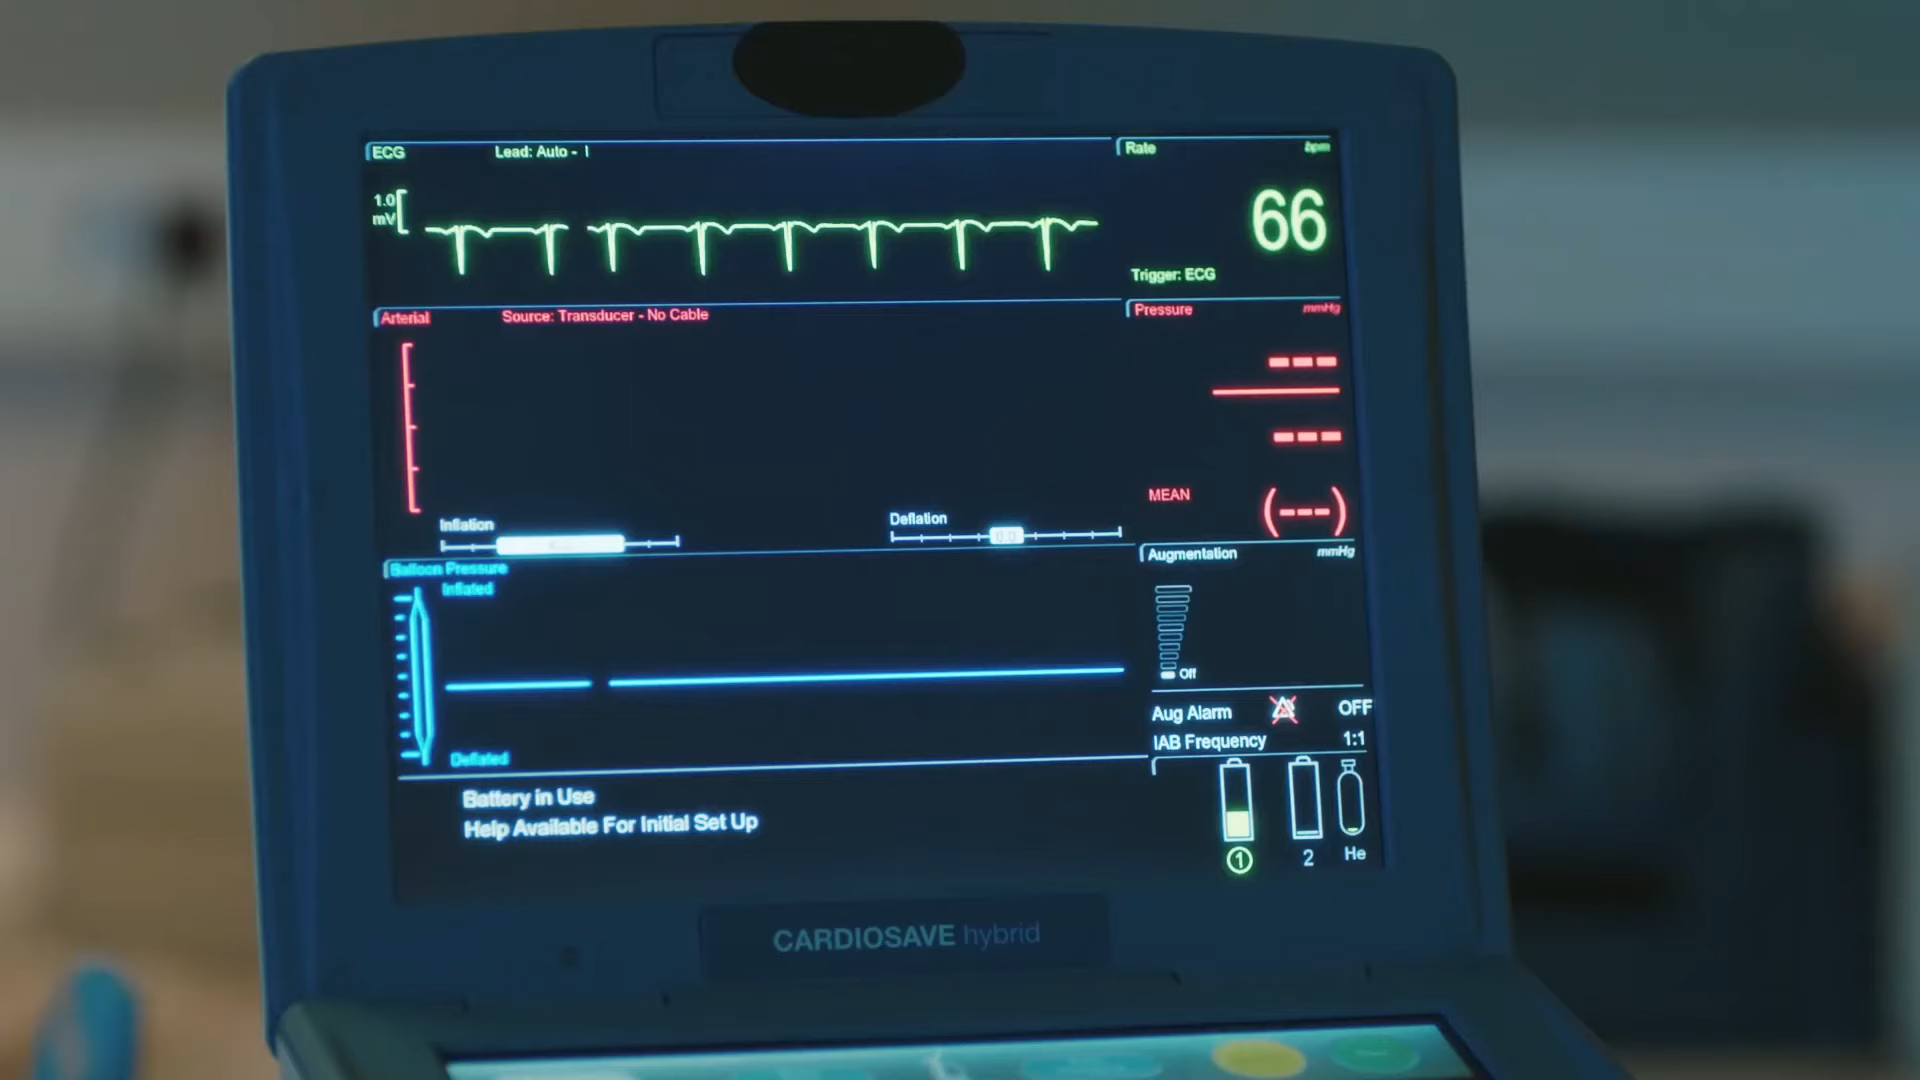 ECG Lead: Auto - I
Rate bpm
1.0
mV
66
Trigger: ECG
Arterial Source: Transducer - No Cable
Pressure mmHg
---
---
MEAN (---)
Inflation Deflation
0.0
Augmentation mmHg
Balloon Pressure
Inflated
Off
Aug Alarm OFF
IAB Frequency 1:1
Deflated
Battery in Use
Help Available For Initial Set Up
1 2 He
CARDIOSAVE hybrid